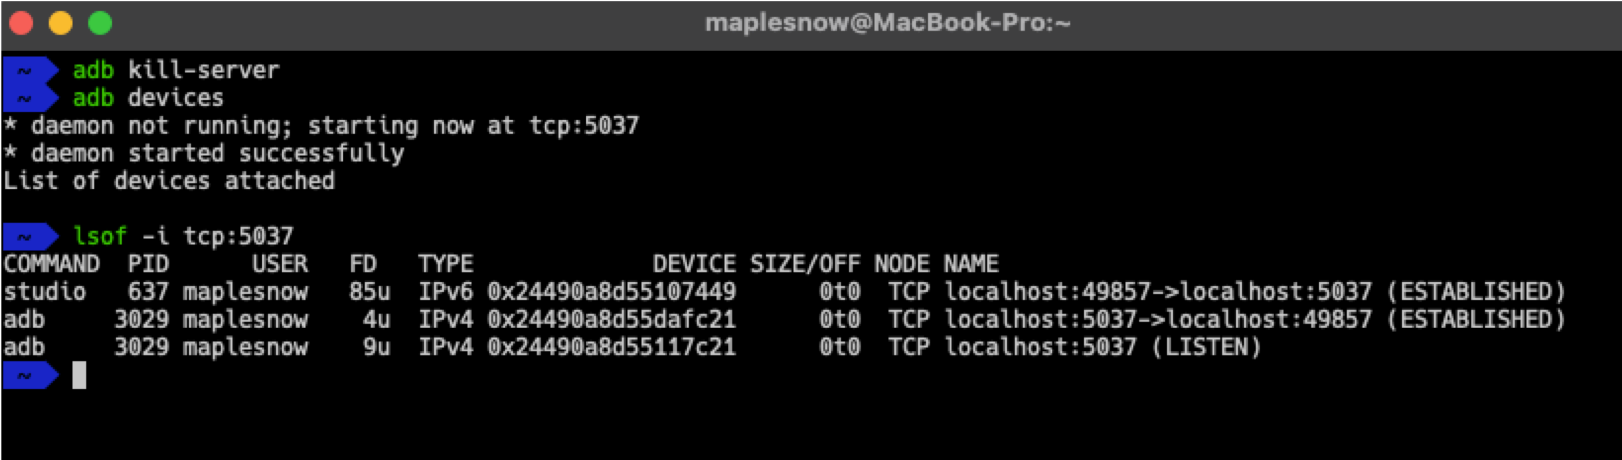 maplesnow@MacBook-Pro:~
~ adb kill-server
~ adb devices
* daemon not running; starting now at tcp:5037
* daemon started successfully
List of devices attached
~ lsof -i tcp:5037
COMMAND PID USER FD TYPE DEVICE SIZE/OFF NODE NAME
studio 637 maplesnow 85u IPv6 0x24490a8d55107449 0t0 TCP localhost:49857->localhost:5037 (ESTABLISHED)
adb 3029 maplesnow 4u IPv4 0x24490a8d55dafc21 0t0 TCP localhost:5037->localhost:49857 (ESTABLISHED)
adb 3029 maplesnow 9u IPv4 0x24490a8d55117c21 0t0 TCP localhost:5037 (LISTEN)
~